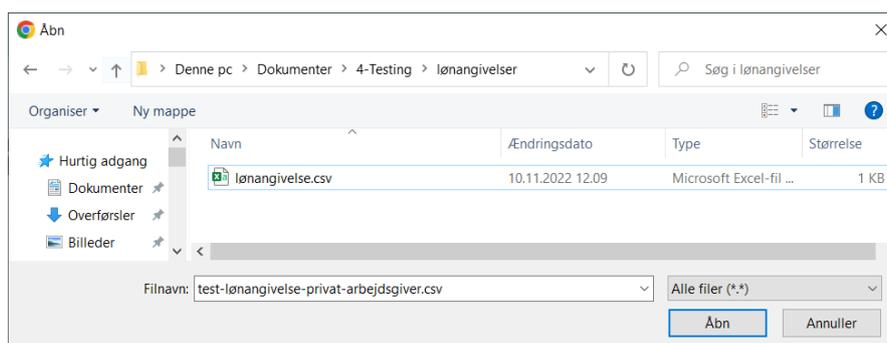 Åbn
Denne pc > Dokumenter > 4-Testing > lønangivelser
Søg i lønangivelser
Organiser
Ny mappe
Navn
Ændringsdato
Type
Størrelse
Hurtig adgang
Dokumenter
Overførsler
Billeder
lønangivelse.csv
10.11.2022 12.09
Microsoft Excel-fil ...
1 KB
Filnavn:
test-lønangivelse-privat-arbejdsgiver.csv
Alle filer (*.*)
Åbn
Annuller